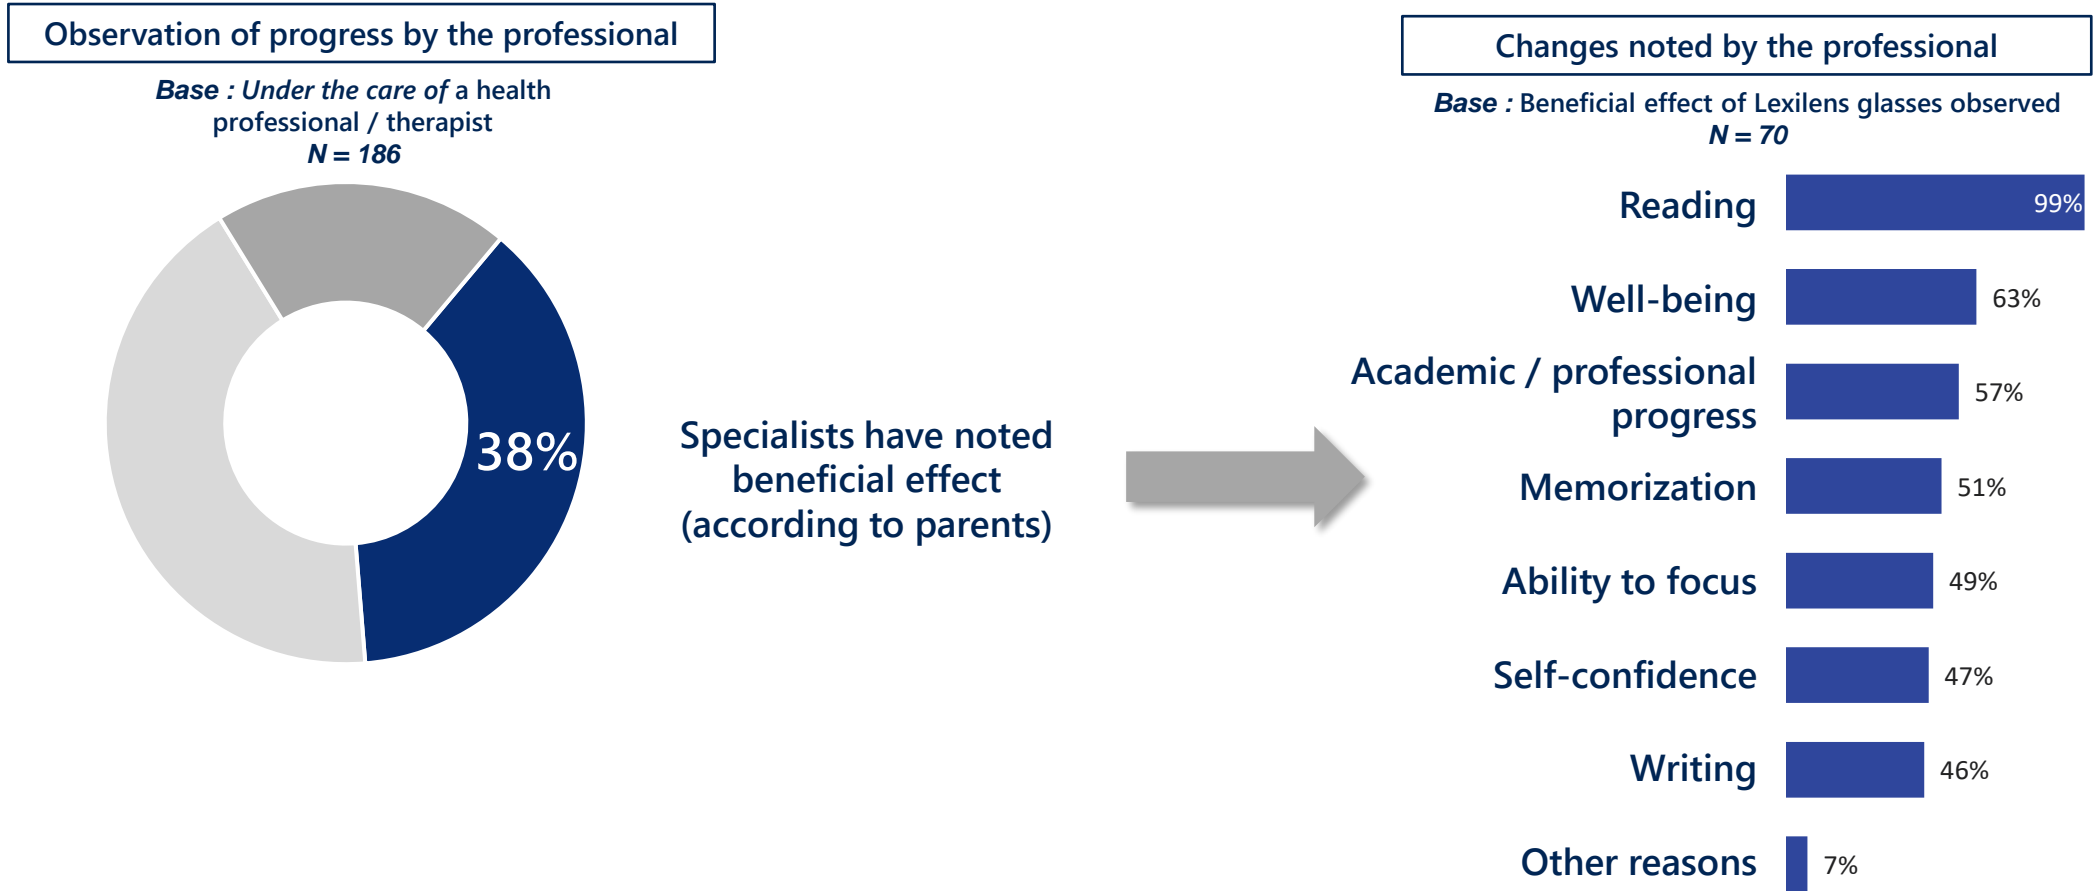 Observation of progress by the professional
Base : Under the care of a health
professional / therapist
N = 186
38%
Specialists have noted
beneficial effect
(according to parents)
Changes noted by the professional
Base : Beneficial effect of Lexilens glasses observed
N = 70
Reading 99%
Well-being 63%
Academic / professional
progress 57%
Memorization 51%
Ability to focus 49%
Self-confidence 47%
Writing 46%
Other reasons 7%